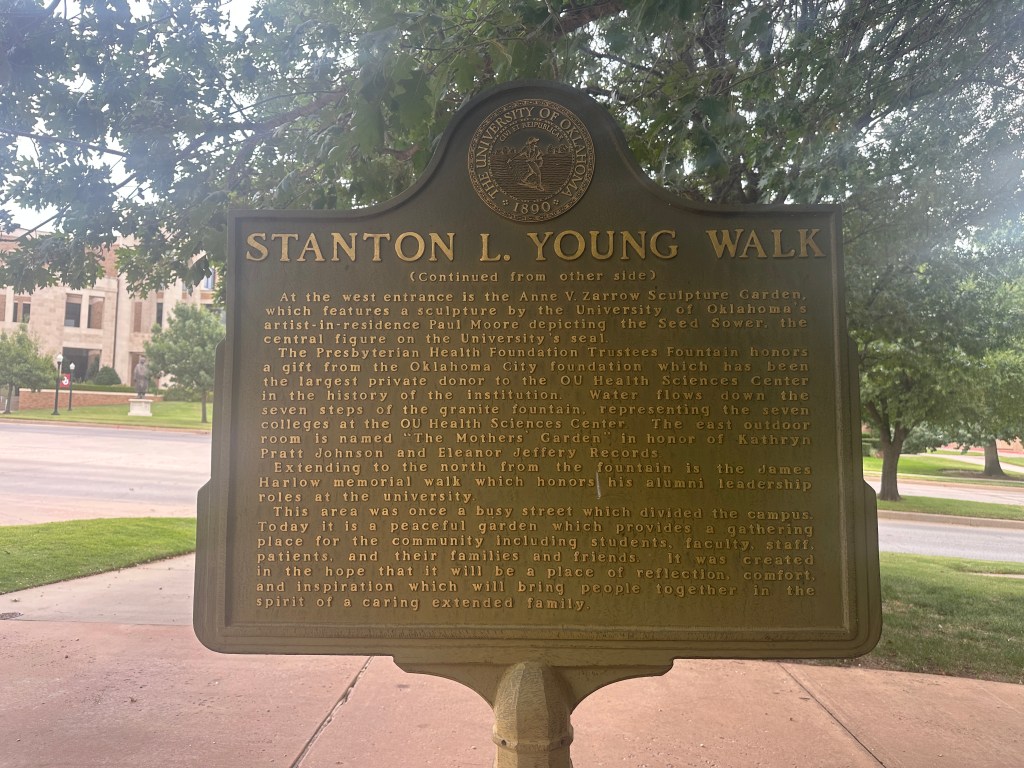 THE UNIVERSITY OF OKLAHOMA
1890
STANTON L. YOUNG WALK
(Continued from other side)
At the west entrance is the Anne V. Zarrow Sculpture Garden,
which features a sculpture by the University of Oklahoma's
artist-in-residence Paul Moore depicting the Seed Sower, the
central figure on the University's seal.
The Presbyterian Health Foundation Trustees Fountain honors
a gift from the Oklahoma City foundation which has been
the largest private donor to the OU Health Sciences Center
in the history of the institution. Water flows down the
seven steps of the granite fountain, representing the seven
colleges at the OU Health Sciences Center. The east outdoor
room is named "The Mothers' Garden" in honor of Kathryn
Pratt Johnson and Eleanor Jeffery Records.
Extending to the north from the fountain is the James
Harlow memorial walk which honors his alumni leadership
roles at the university.
This area was once a busy street which divided the campus.
Today it is a peaceful garden which provides a gathering
place for the community including students, faculty, staff,
patients, and their families and friends. It was created
in the hope that it will be a place of reflection, comfort,
and inspiration which will bring people together in the
spirit of a caring extended family.